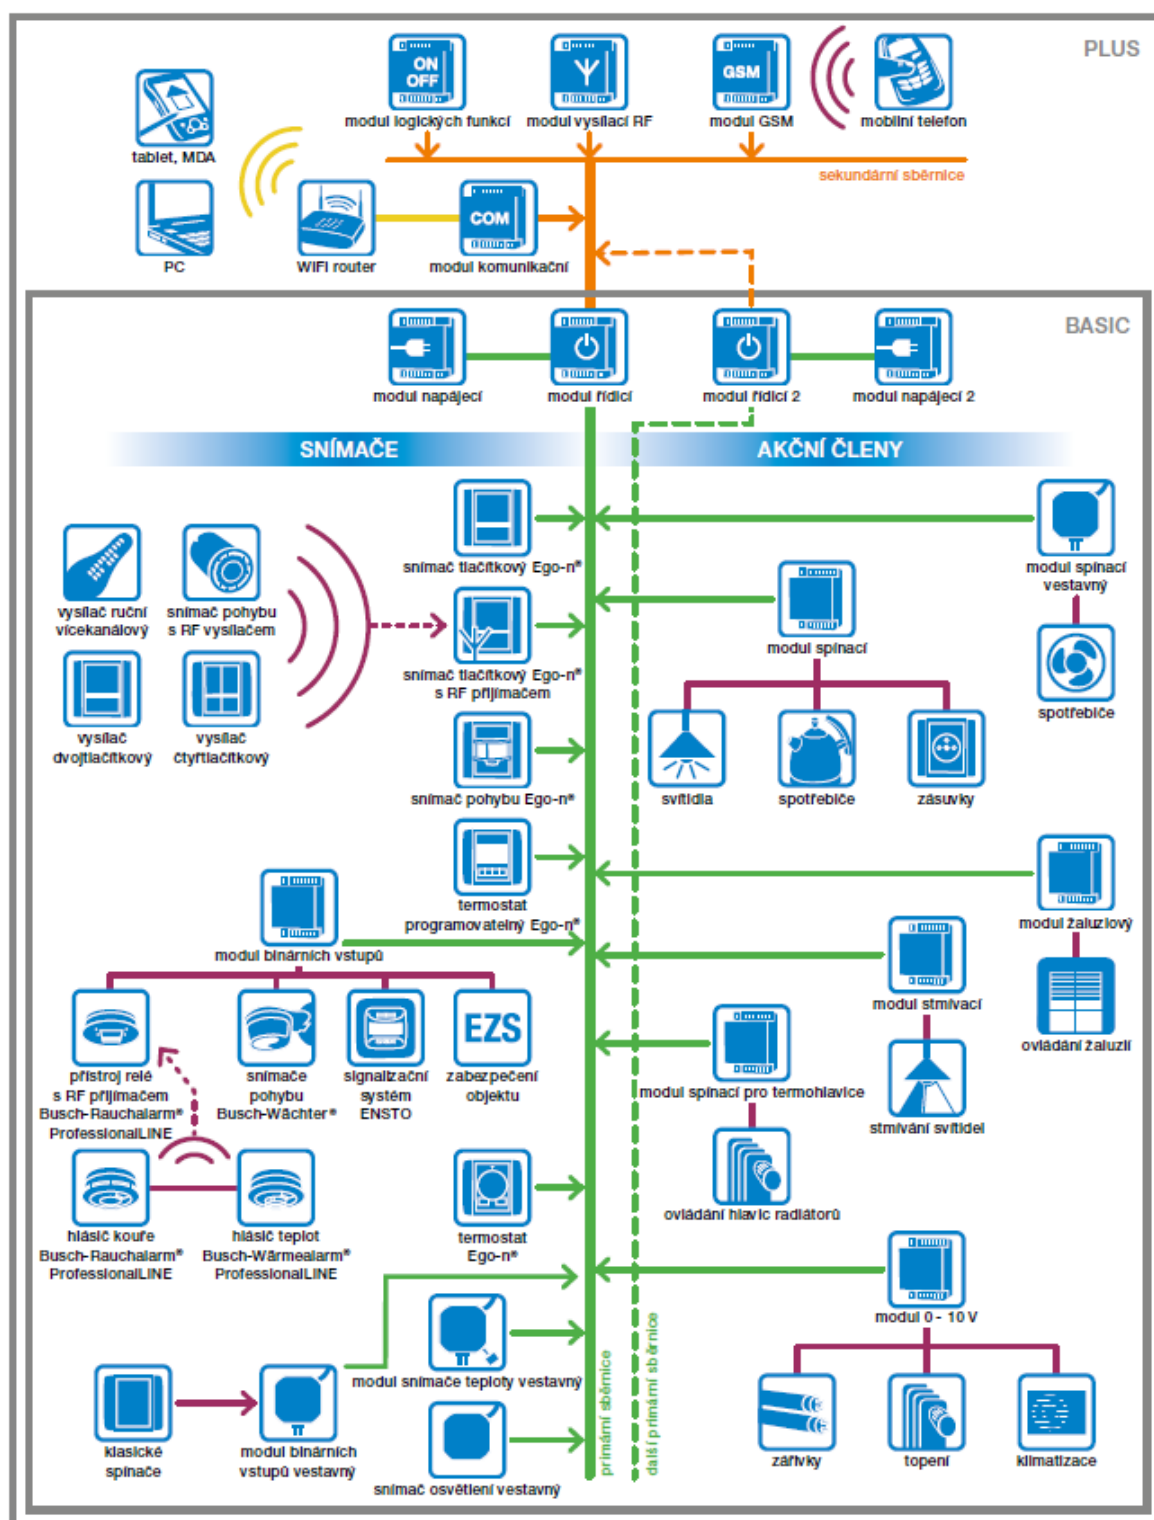 PLUS
ON
OFF
GSM
modul logických funkcí
modul vysílací RF
modul GSM
mobilní telefon
tablet, MDA
sekundární sběrnice
COM
PC
WIFI router
modul komunikační
BASIC
modul napájecí
modul řídicí
modul řídicí 2
modul napájecí 2
SNÍMAČE
AKČNÍ ČLENY
snímač tlačítkový Ego-n®
modul spínací
vestavný
vysílač ruční
vícekanálový
snímač pohybu
s RF vysílačem
modul spínací
snímač tlačítkový Ego-n®
s RF přijímačem
spotřebiče
vysílač
dvojtlačítkový
vysílač
čtyřtlačítkový
snímač pohybu Ego-n®
svítidla
spotřebiče
zásuvky
termostat
programovatelný Ego-n®
modul žaluziový
modul binárních vstupů
modul stmívací
EZS
ovládání žaluzií
přístroj relé
s RF přijímačem
Busch-Rauchalarm®
ProfessionalLINE
snímače
pohybu
Busch-Wächter®
signalizační
systém
ENSTO
zabezpečení
objektu
modul spínací pro termohlavice
stmívání svítidel
ovládání hlavic radiátorů
hlásič kouře
Busch-Rauchalarm®
ProfessionalLINE
hlásič teplot
Busch-Wärmealarm®
ProfessionalLINE
termostat
Ego-n®
modul 0 - 10 V
primární sběrnice
další primární sběrnice
modul snímače teploty vestavný
klasické
spínače
modul binárních
vstupů vestavný
snímač osvětlení vestavný
zářivky
topení
klimatizace